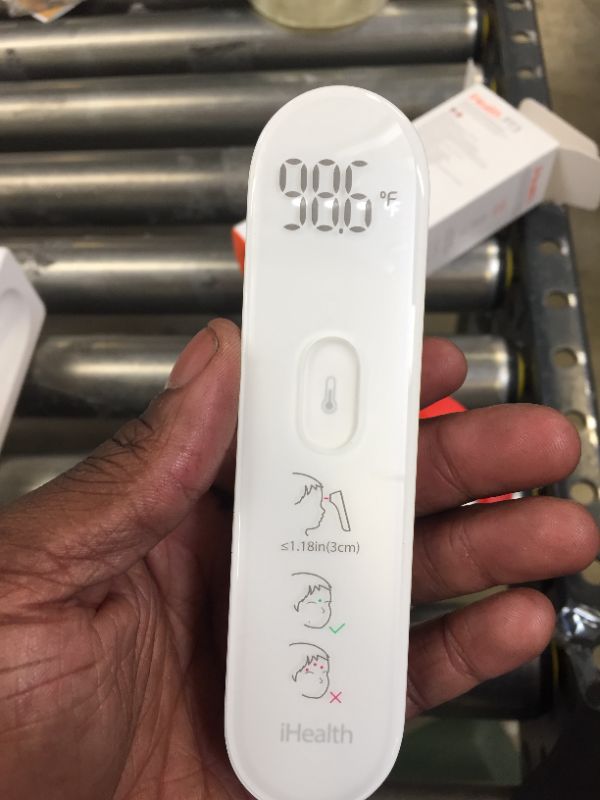 98.6 °F
≤1.18in(3cm)
iHealth